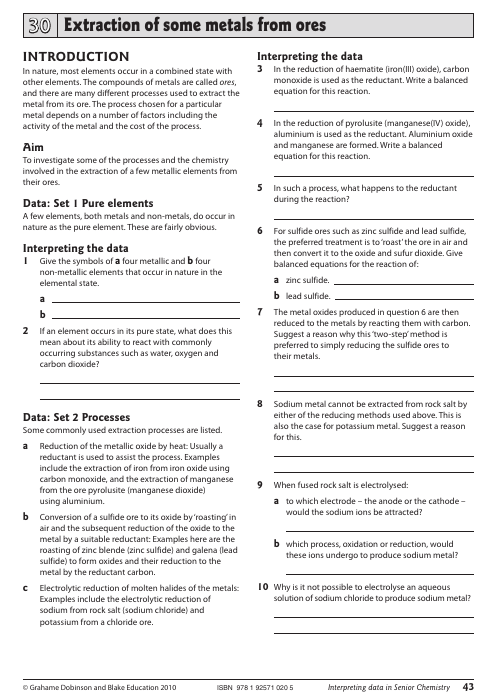 30 Extraction of some metals from ores
INTRODUCTION
In nature, most elements occur in a combined state with
other elements. The compounds of metals are called ores,
and there are many different processes used to extract the
metal from its ore. The process chosen for a particular
metal depends on a number of factors including the
activity of the metal and the cost of the process.
Aim
To investigate some of the processes and the chemistry
involved in the extraction of a few metallic elements from
their ores.
Data: Set 1 Pure elements
A few elements, both metals and non-metals, do occur in
nature as the pure element. These are fairly obvious.
Interpreting the data
1 Give the symbols of a four metallic and b four
non-metallic elements that occur in nature in the
elemental state.
a
b
2 If an element occurs in its pure state, what does this
mean about its ability to react with commonly
occurring substances such as water, oxygen and
carbon dioxide?
Data: Set 2 Processes
Some commonly used extraction processes are listed.
a Reduction of the metallic oxide by heat: Usually a
reductant is used to assist the process. Examples
include the extraction of iron from iron oxide using
carbon monoxide, and the extraction of manganese
from the ore pyrolusite (manganese dioxide)
using aluminium.
b Conversion of a sulfide ore to its oxide by 'roasting' in
air and the subsequent reduction of the oxide to the
metal by a suitable reductant: Examples here are the
roasting of zinc blende (zinc sulfide) and galena (lead
sulfide) to form oxides and their reduction to the
metal by the reductant carbon.
c Electrolytic reduction of molten halides of the metals:
Examples include the electrolytic reduction of
sodium from rock salt (sodium chloride) and
potassium from a chloride ore.
Interpreting the data
3 In the reduction of haematite (iron(III) oxide), carbon
monoxide is used as the reductant. Write a balanced
equation for this reaction.
4 In the reduction of pyrolusite (manganese(IV) oxide),
aluminium is used as the reductant. Aluminium oxide
and manganese are formed. Write a balanced
equation for this reaction.
5 In such a process, what happens to the reductant
during the reaction?
6 For sulfide ores such as zinc sulfide and lead sulfide,
the preferred treatment is to 'roast' the ore in air and
then convert it to the oxide and sufur dioxide. Give
balanced equations for the reaction of:
a zinc sulfide.
b lead sulfide.
7 The metal oxides produced in question 6 are then
reduced to the metals by reacting them with carbon.
Suggest a reason why this 'two-step' method is
preferred to simply reducing the sulfide ores to
their metals.
8 Sodium metal cannot be extracted from rock salt by
either of the reducing methods used above. This is
also the case for potassium metal. Suggest a reason
for this.
9 When fused rock salt is electrolysed:
a to which electrode – the anode or the cathode –
would the sodium ions be attracted?
b which process, oxidation or reduction, would
these ions undergo to produce sodium metal?
10 Why is it not possible to electrolyse an aqueous
solution of sodium chloride to produce sodium metal?
© Grahame Dobinson and Blake Education 2010 ISBN 978 1 92571 020 5 Interpreting data in Senior Chemistry 43